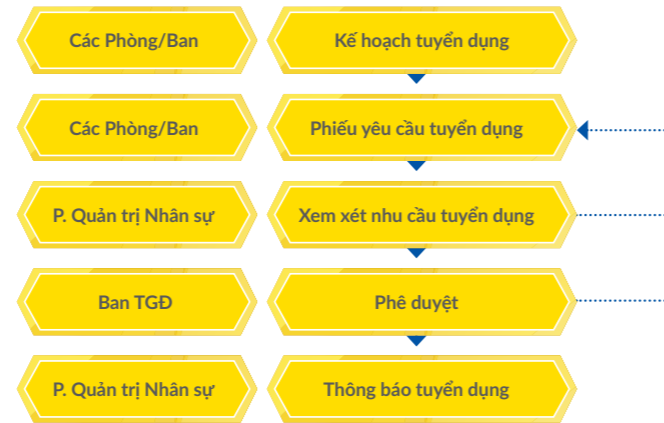 Các Phòng/Ban
Kế hoạch tuyển dụng
Các Phòng/Ban
Phiếu yêu cầu tuyển dụng
P. Quản trị Nhân sự
Xem xét nhu cầu tuyển dụng
Ban TGĐ
Phê duyệt
P. Quản trị Nhân sự
Thông báo tuyển dụng